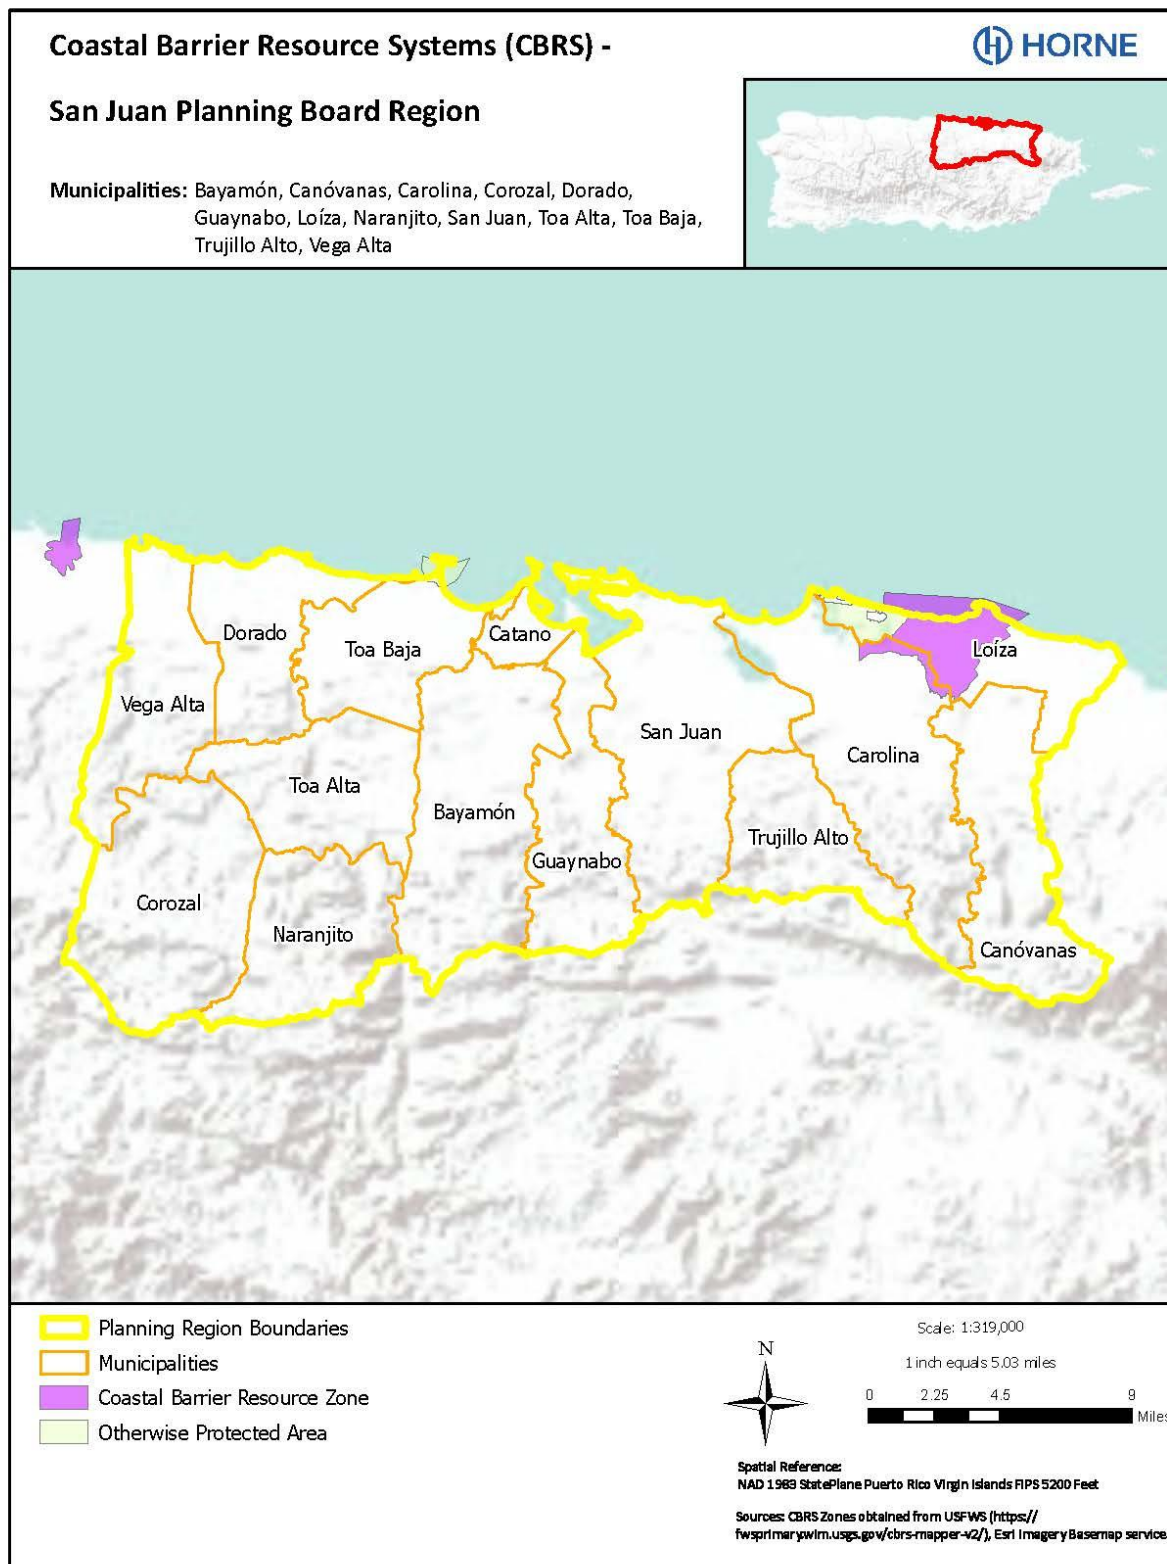 Coastal Barrier Resource Systems (CBRS) -
HORNE
San Juan Planning Board Region
Municipalities: Bayamón, Canóvanas, Carolina, Corozal, Dorado,
Guaynabo, Loíza, Naranjito, San Juan, Toa Alta, Toa Baja,
Trujillo Alto, Vega Alta
Dorado
Toa Baja
Catano
Loíza
Vega Alta
San Juan
Carolina
Toa Alta
Bayamón
Trujillo Alto
Guaynabo
Corozal
Naranjito
Canóvanas
Planning Region Boundaries
Municipalities
Coastal Barrier Resource Zone
Otherwise Protected Area
N
Scale: 1:319,000
1 inch equals 5.03 miles
0 2.25 4.5 9
Miles
Spatial Reference:
NAD 1983 StatePlane Puerto Rico Virgin Islands FIPS 5200 Feet
Sources: CBRS Zones obtained from USFWS (https://
fwsprimary.wim.usgs.gov/cbrs-mapper-v2/), Esri Imagery Basemap service